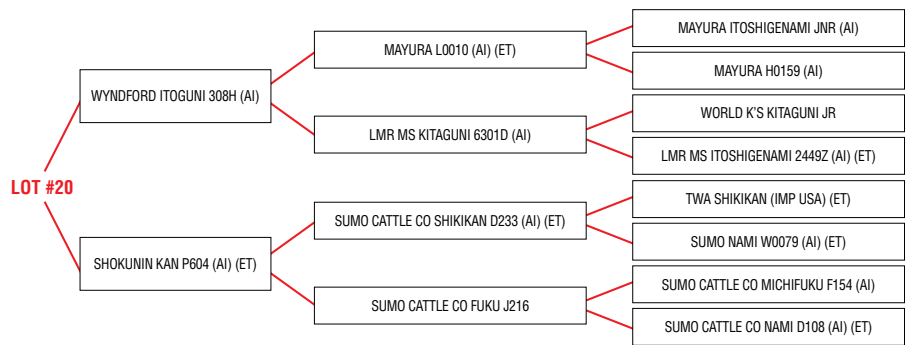 MAYURA ITOSHIGENAMI JNR (AI)
MAYURA L0010 (AI) (ET)
MAYURA H0159 (AI)
WYNDFORD ITOGUNI 308H (AI)
WORLD K'S KITAGUNI JR
LMR MS KITAGUNI 6301D (AI)
LMR MS ITOSHIGENAMI 2449Z (AI) (ET)
LOT #20
TWA SHIKIKAN (IMP USA) (ET)
SUMO CATTLE CO SHIKIKAN D233 (AI) (ET)
SUMO NAMI W0079 (AI) (ET)
SHOKUNIN KAN P604 (AI) (ET)
SUMO CATTLE CO MICHIFUKU F154 (AI)
SUMO CATTLE CO FUKU J216
SUMO CATTLE CO NAMI D108 (AI) (ET)